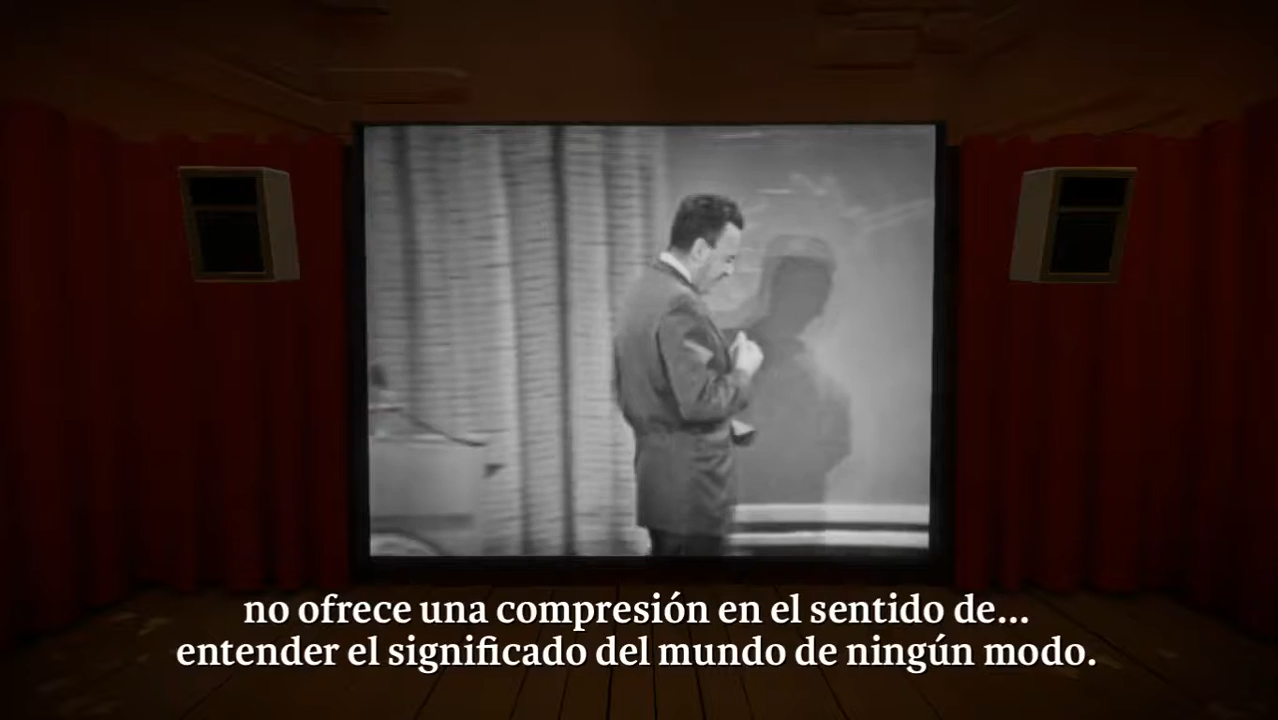 no ofrece una compresión en el sentido de...
entender el significado del mundo de ningún modo.